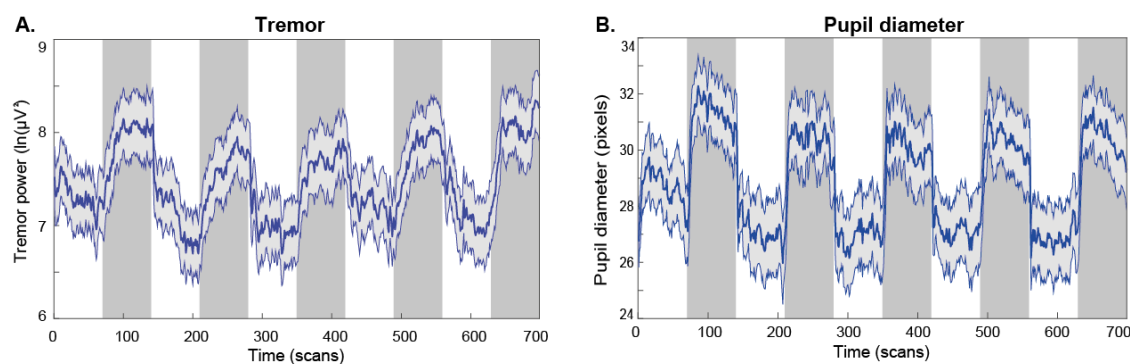 A.
Tremor
Tremor power (ln(μV²)
9
8
7
6
0 100 200 300 400 500 600 700
Time (scans)
B.
Pupil diameter
Pupil diameter (pixels)
34
32
30
28
26
24
0 100 200 300 400 500 600 700
Time (scans)